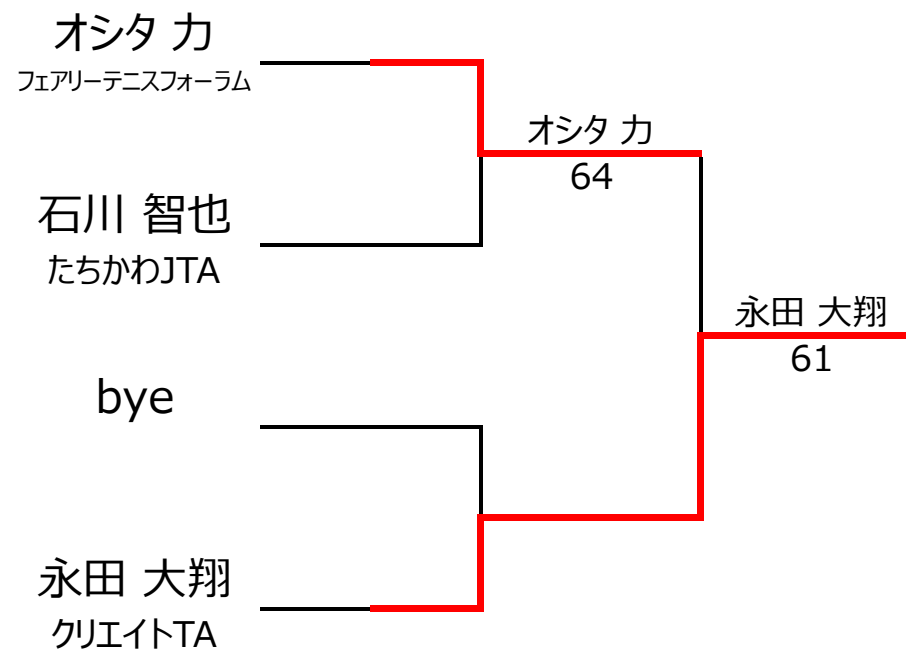 オシタ 力
フェアリーテニスフォーラム
石川 智也
たちかわJTA
bye
永田 大翔
クリエイトTA
オシタ 力
64
永田 大翔
61